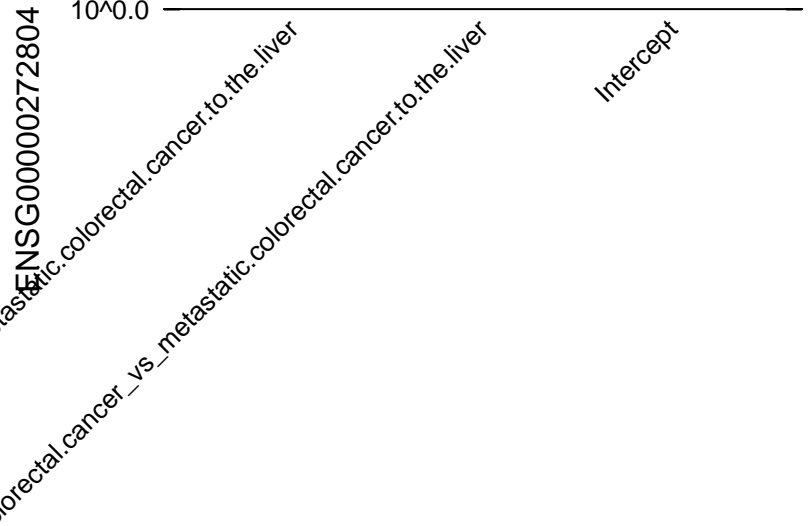 10^0.0
ENSG00000272804
metastatic.colorectal.cancer.to.the.liver
colorectal.cancer_vs_metastatic.colorectal.cancer.to.the.liver
Intercept